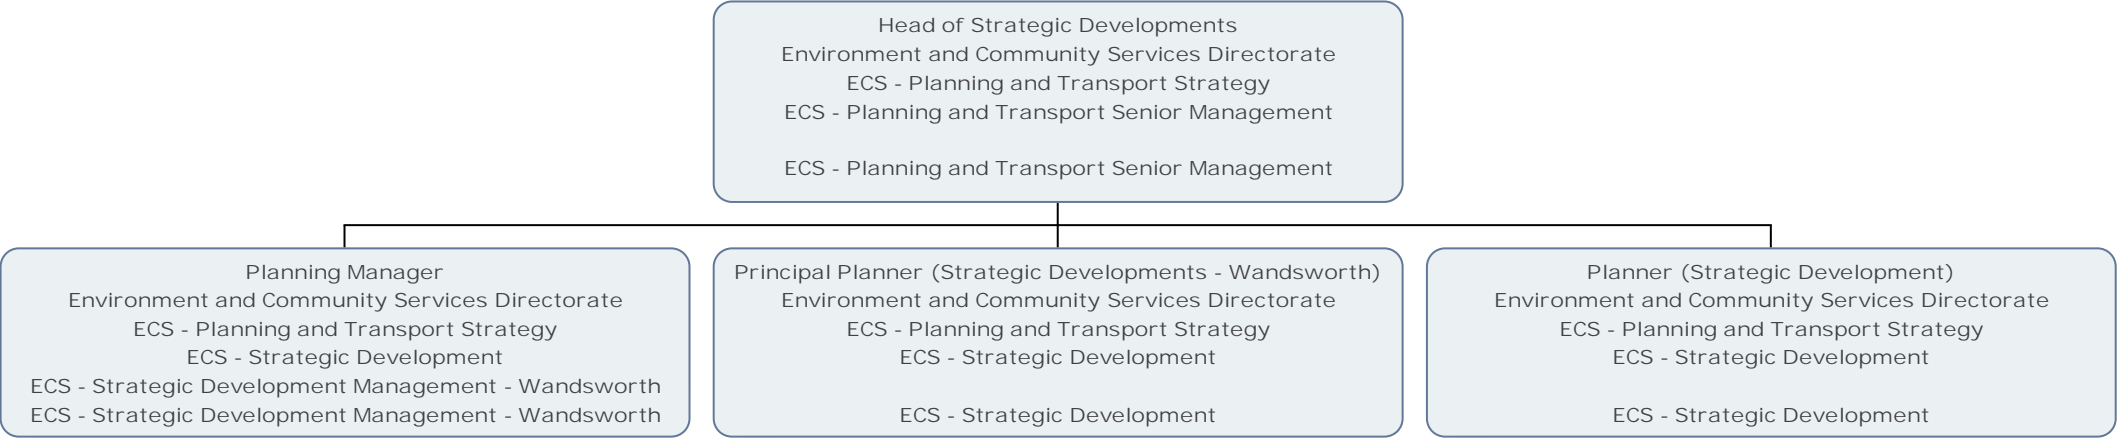 Head of Strategic Developments
Environment and Community Services Directorate
ECS - Planning and Transport Strategy
ECS - Planning and Transport Senior Management
ECS - Planning and Transport Senior Management
Planning Manager
Environment and Community Services Directorate
ECS - Planning and Transport Strategy
ECS - Strategic Development
ECS - Strategic Development Management - Wandsworth
ECS - Strategic Development Management - Wandsworth
Principal Planner (Strategic Developments - Wandsworth)
Environment and Community Services Directorate
ECS - Planning and Transport Strategy
ECS - Strategic Development
ECS - Strategic Development
Planner (Strategic Development)
Environment and Community Services Directorate
ECS - Planning and Transport Strategy
ECS - Strategic Development
ECS - Strategic Development